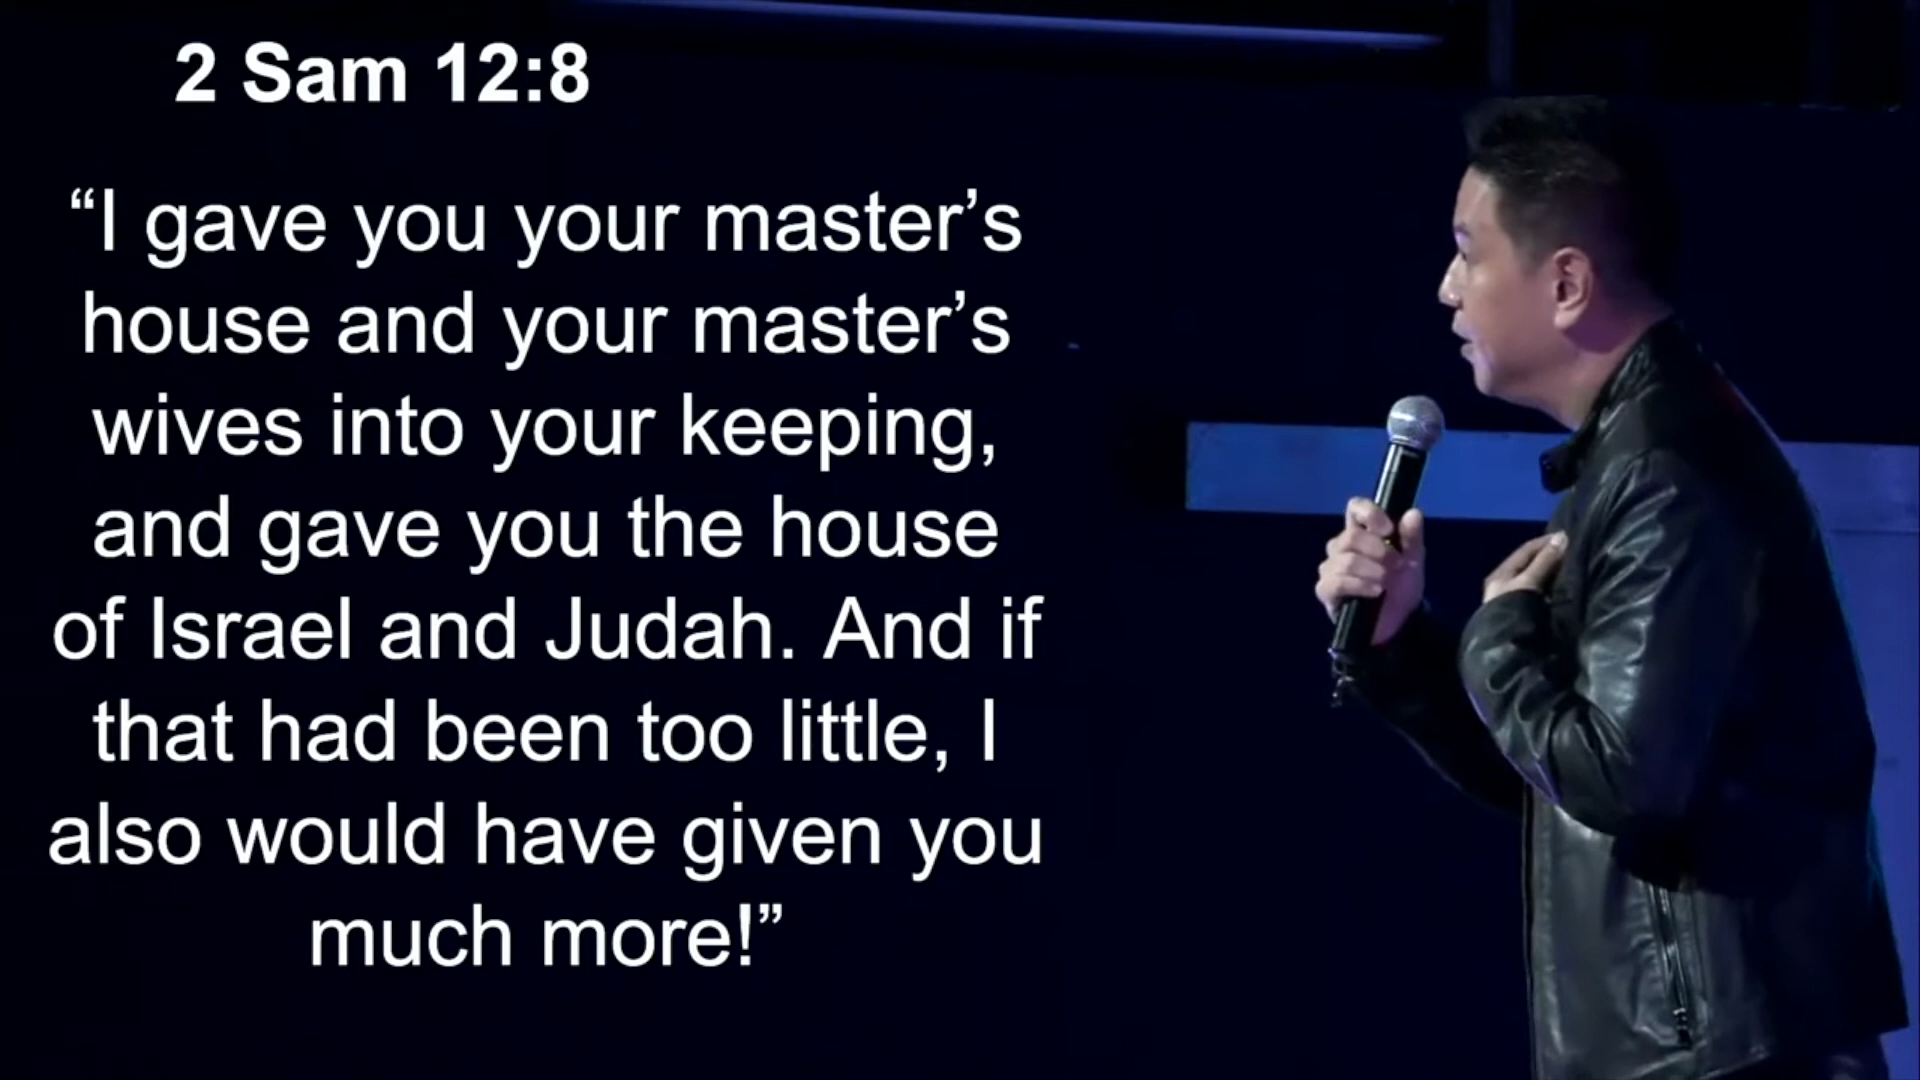 2 Sam 12:8
“I gave you your master’s
house and your master’s
wives into your keeping,
and gave you the house
of Israel and Judah. And if
that had been too little, I
also would have given you
much more!”